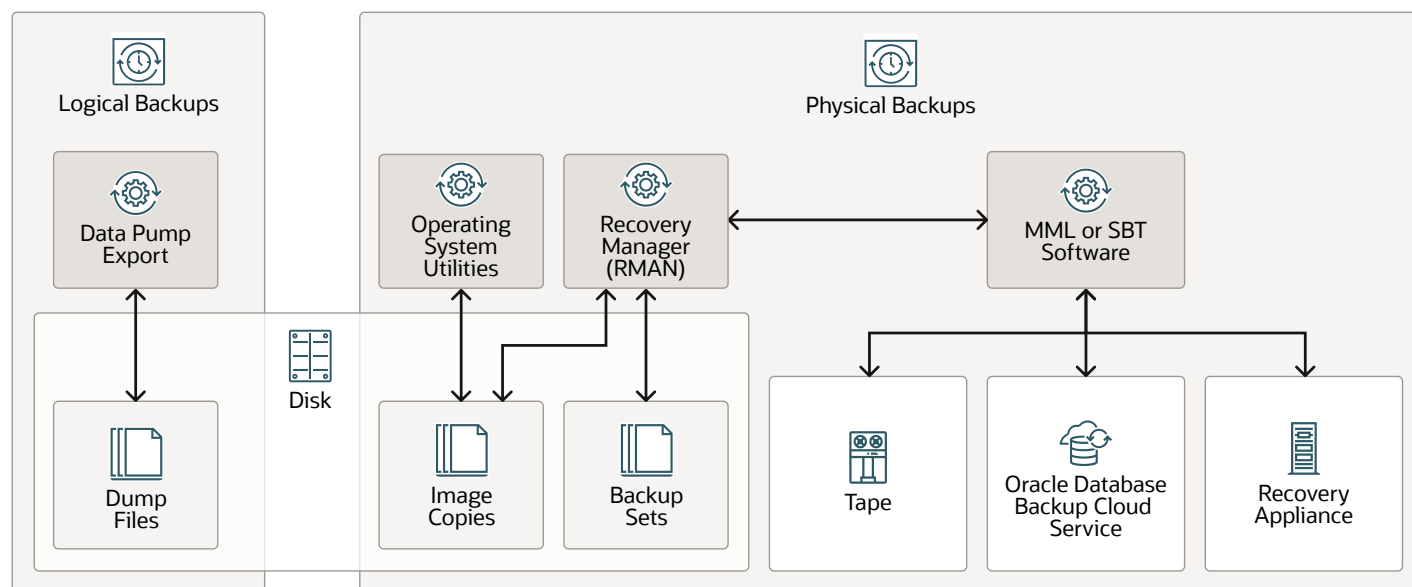 Logical Backups
Physical Backups
Data Pump
Export
Operating
System
Utilities
Recovery
Manager
(RMAN)
MML or SBT
Software
Disk
Dump
Files
Image
Copies
Backup
Sets
Tape
Oracle Database
Backup Cloud
Service
Recovery
Appliance